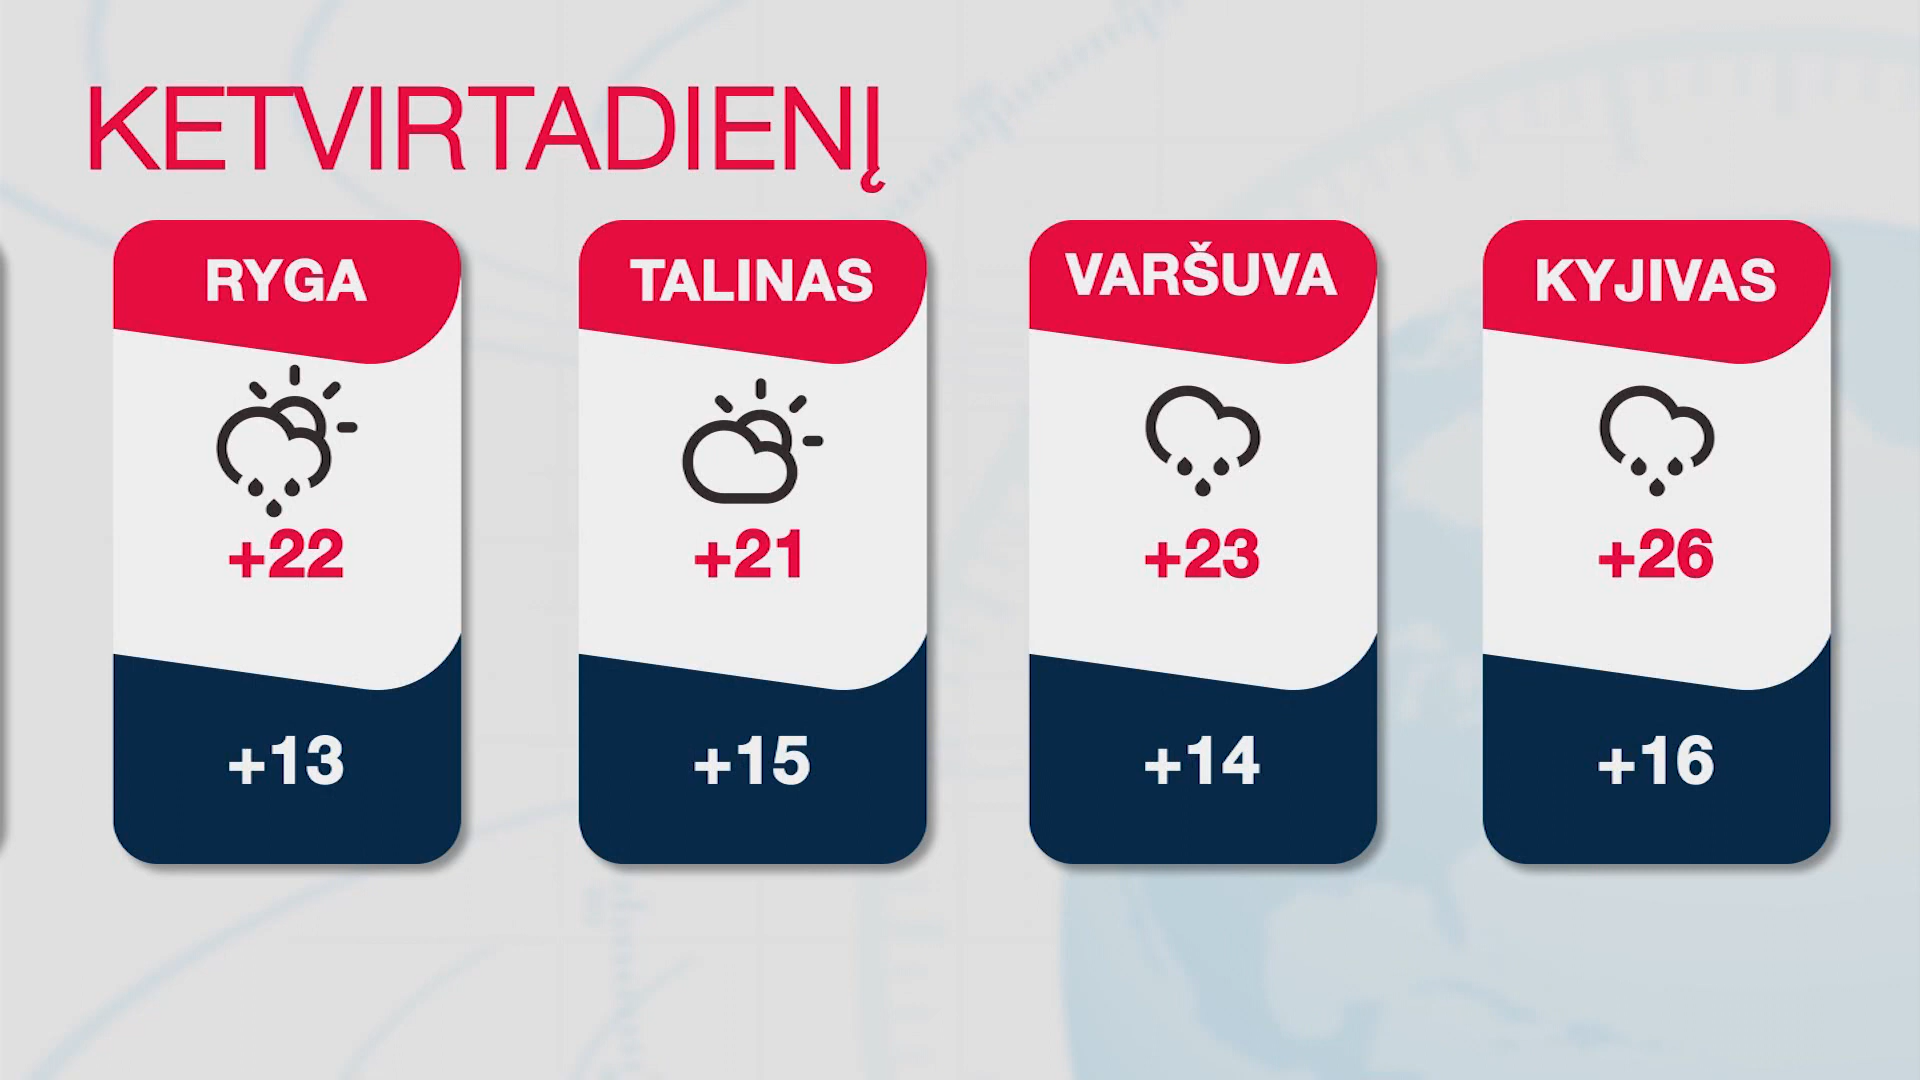 KETVIRTADIENĮ
RYGA
+22
+13
TALINAS
+21
+15
VARŠUVA
+23
+14
KYJIVAS
+26
+16